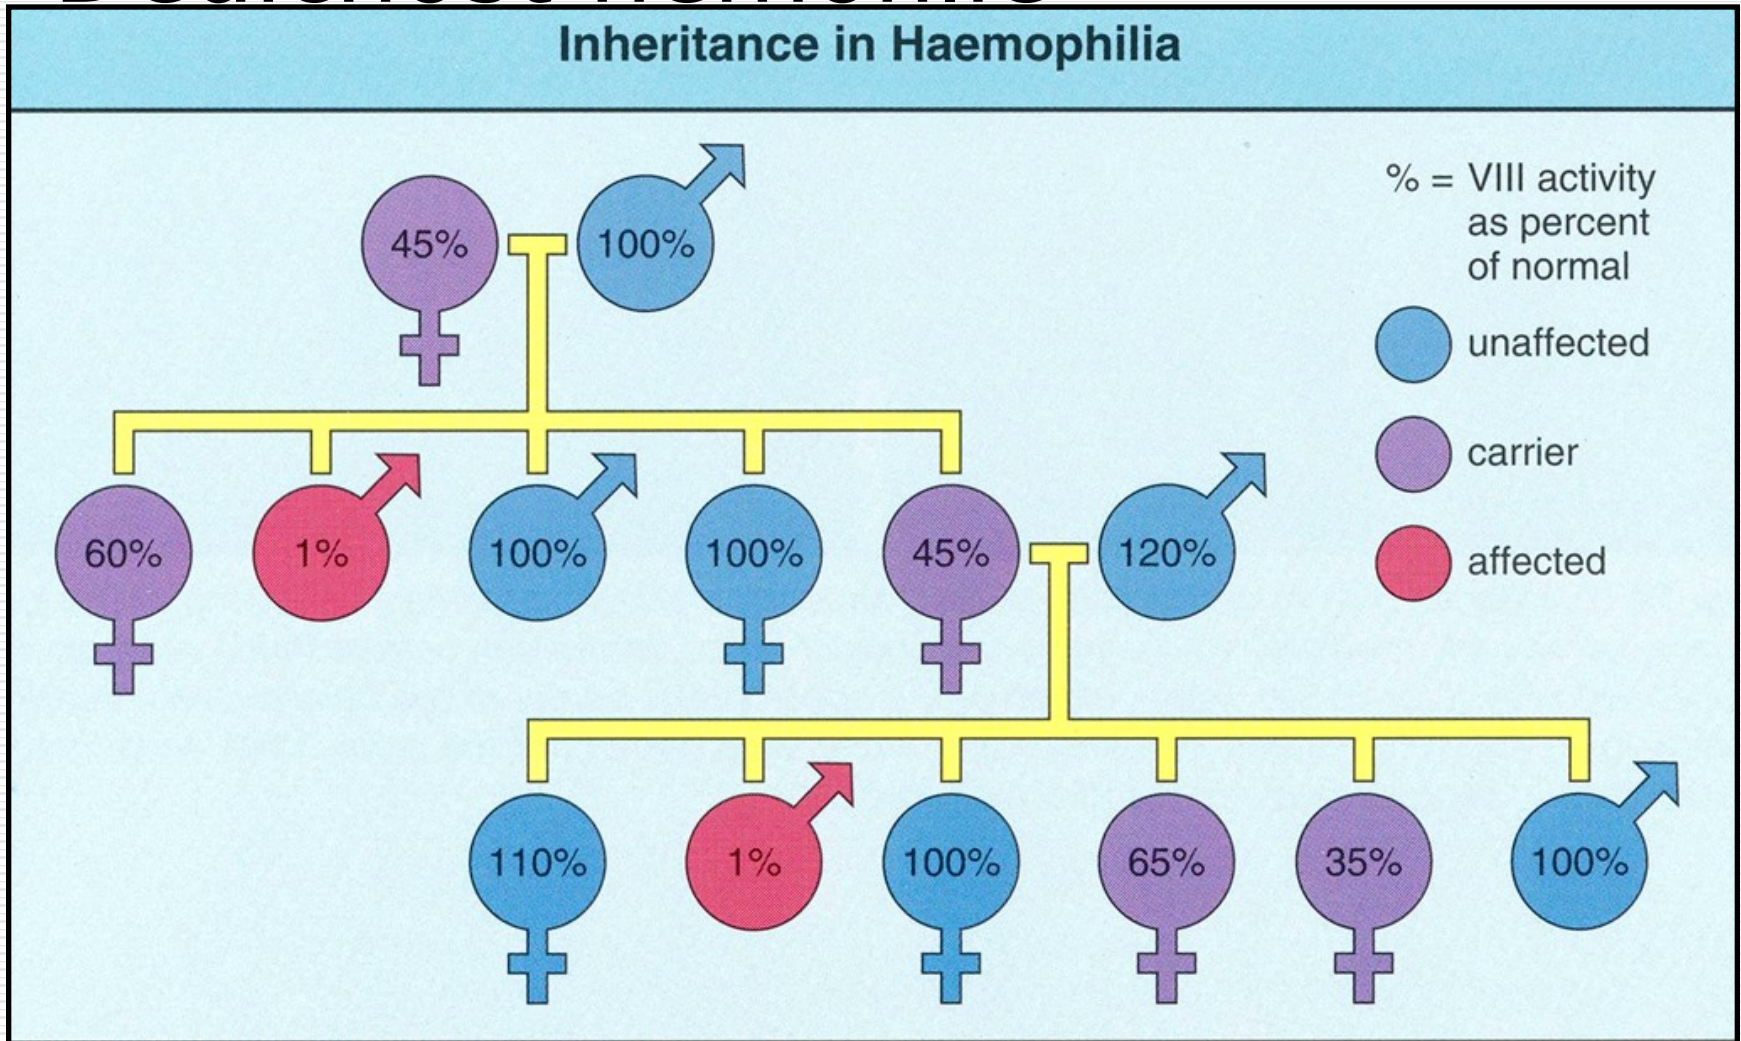 Inheritance in Haemophilia
% = VIII activity
as percent
of normal
45% 100%
unaffected
carrier
60% 1% 100% 100% 45% 120%
affected
110% 1% 100% 65% 35% 100%